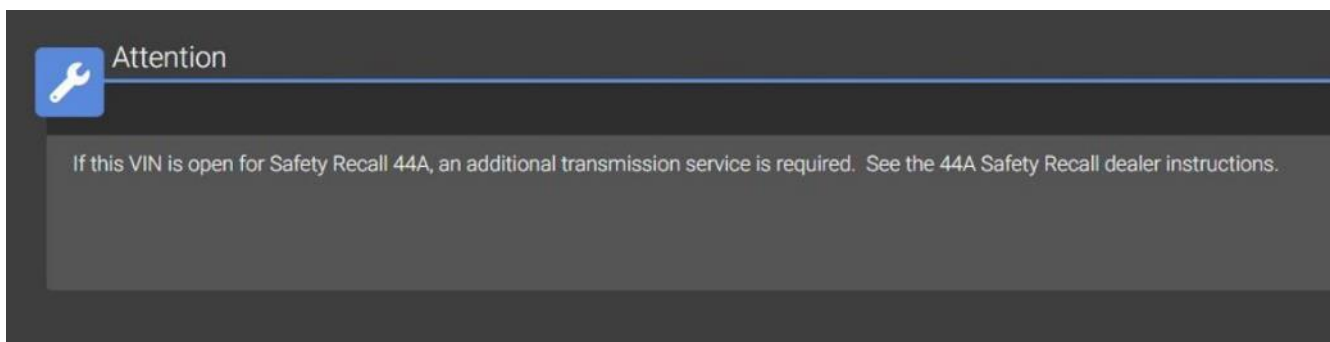 Attention
If this VIN is open for Safety Recall 44A, an additional transmission service is required.  See the 44A Safety Recall dealer instructions.